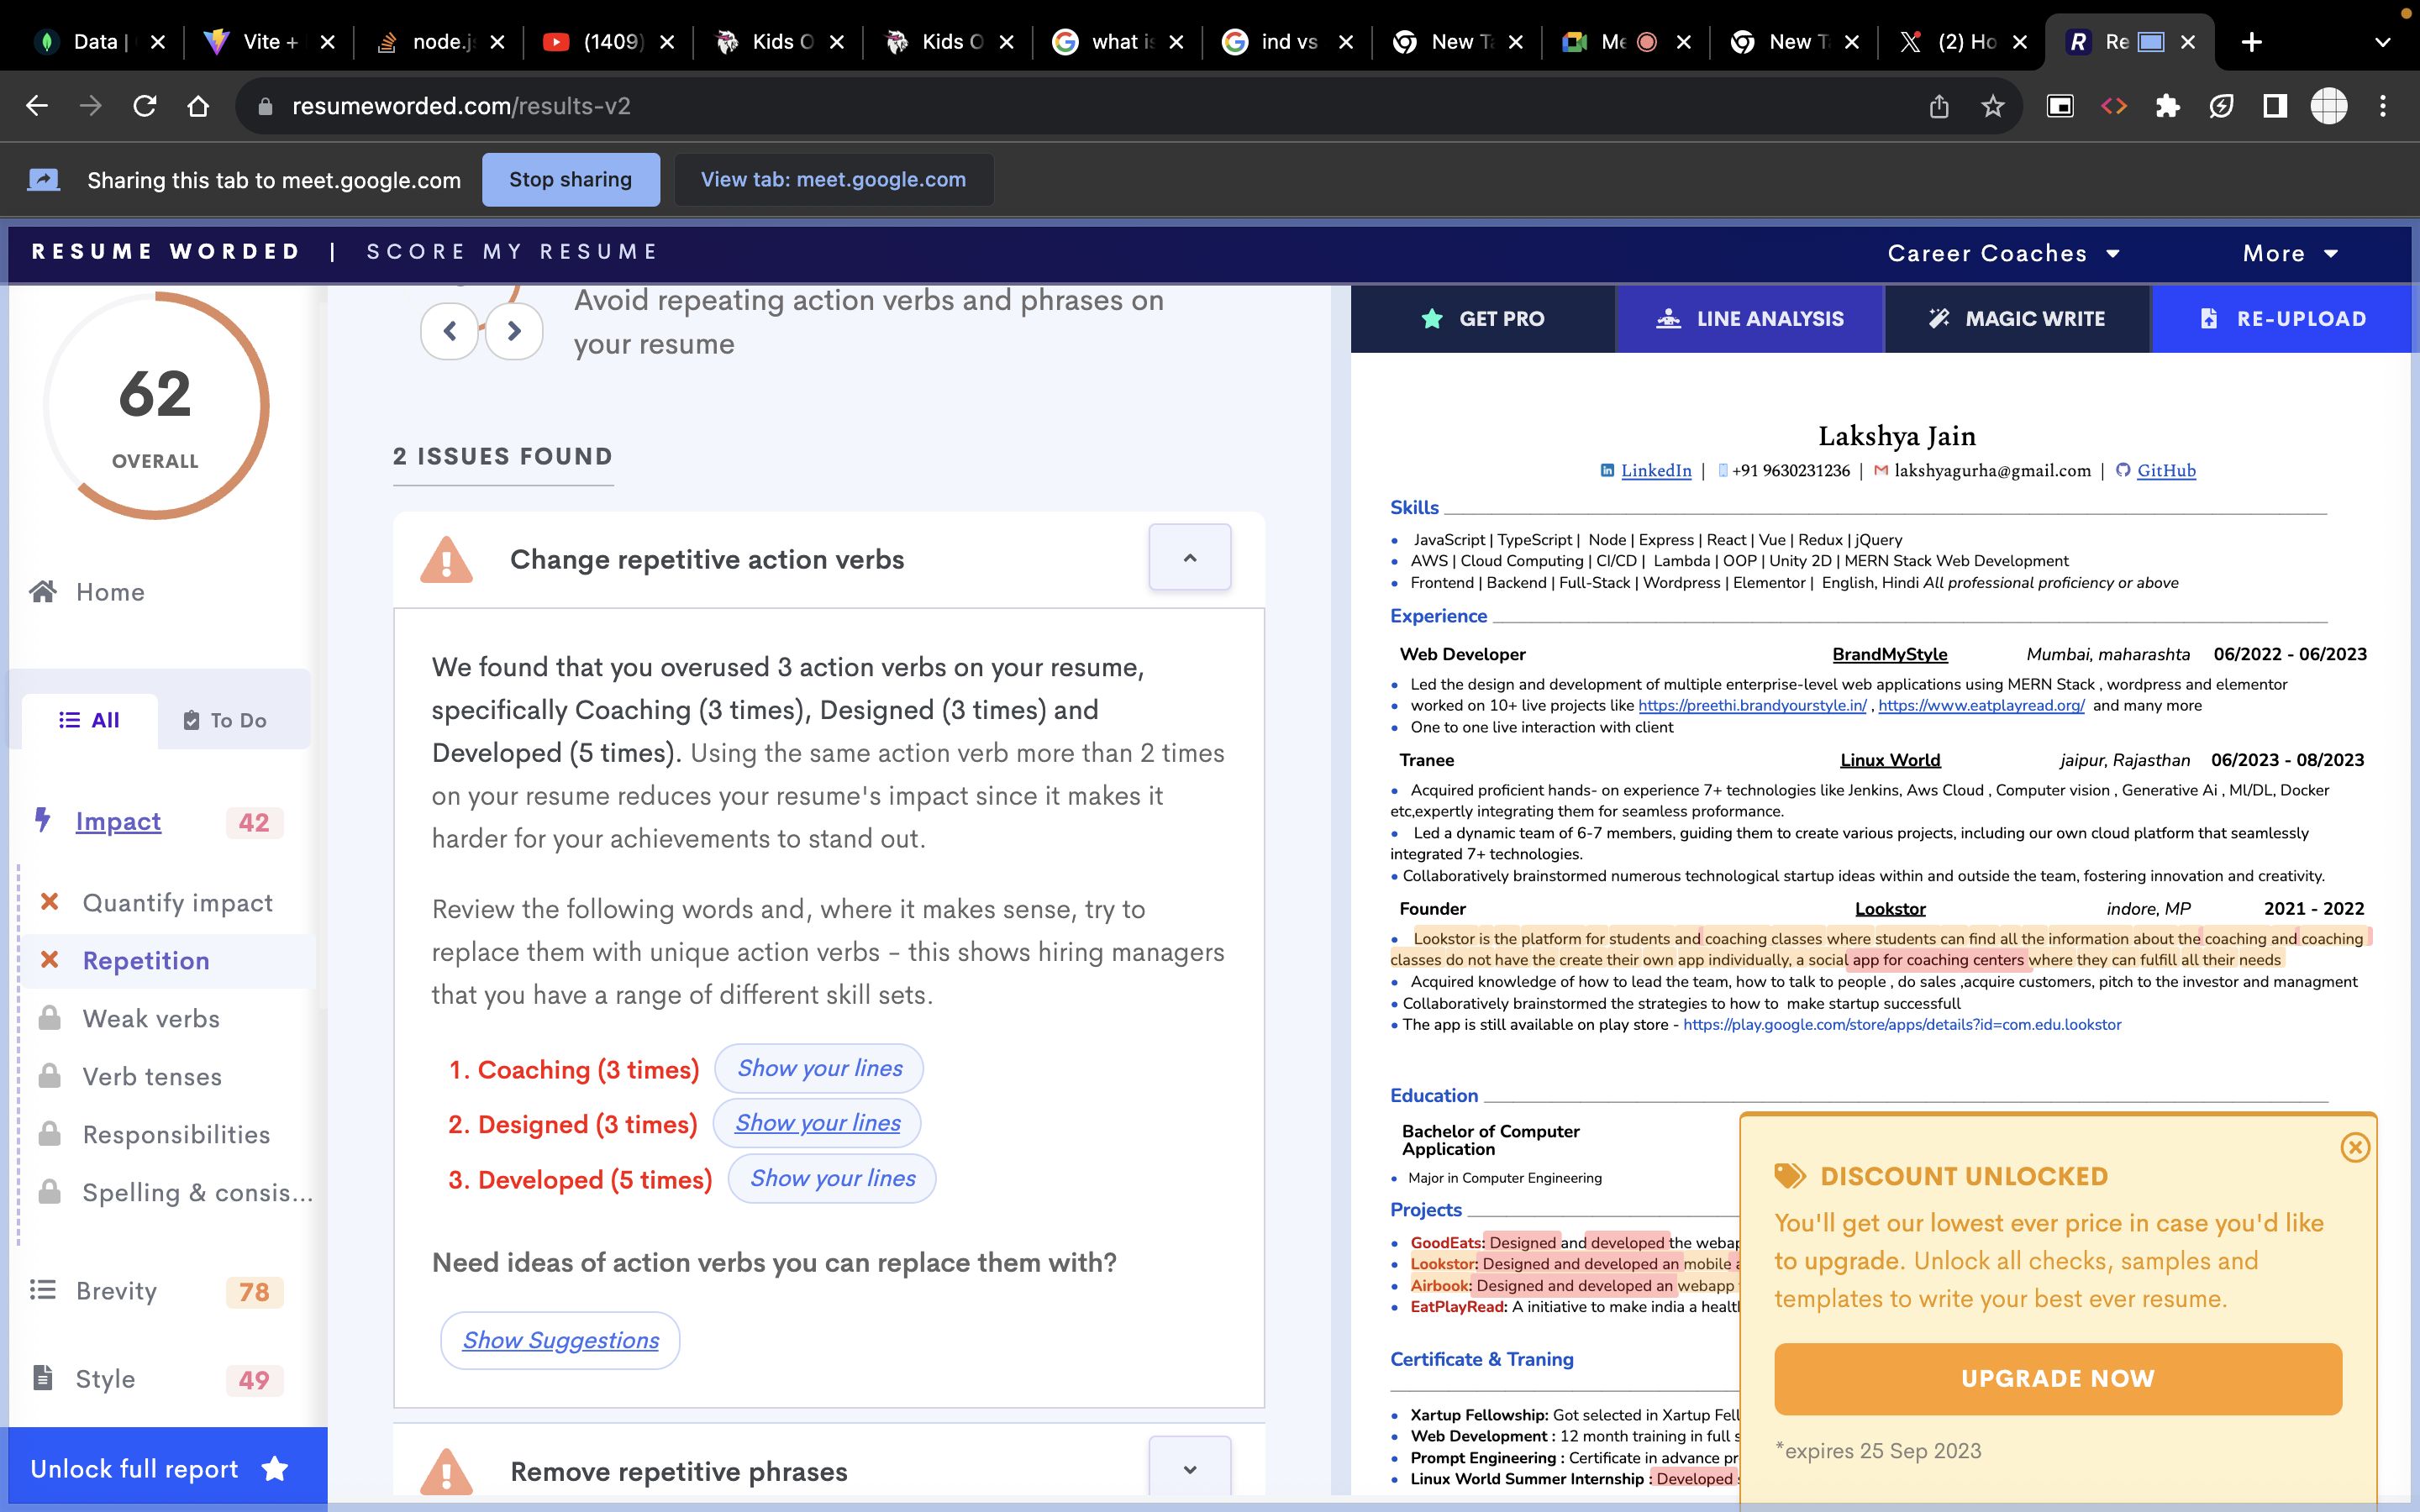 Data |
Vite +
node.js
(1409)
Kids O
Kids O
what is
ind vs
New Ta
Me
New Ta
(2) Ho
Re
resumeworded.com/results-v2
Sharing this tab to meet.google.com
Stop sharing
View tab: meet.google.com
RESUME WORDED | SCORE MY RESUME
Career Coaches
More
62
OVERALL
Home
All
To Do
Impact 42
Quantify impact
Repetition
Weak verbs
Verb tenses
Responsibilities
Spelling & consis...
Brevity 78
Style 49
Unlock full report
Avoid repeating action verbs and phrases on
your resume
2 ISSUES FOUND
Change repetitive action verbs
We found that you overused 3 action verbs on your resume,
specifically Coaching (3 times), Designed (3 times) and
Developed (5 times). Using the same action verb more than 2 times
on your resume reduces your resume's impact since it makes it
harder for your achievements to stand out.
Review the following words and, where it makes sense, try to
replace them with unique action verbs – this shows hiring managers
that you have a range of different skill sets.
1. Coaching (3 times) Show your lines
2. Designed (3 times) Show your lines
3. Developed (5 times) Show your lines
Need ideas of action verbs you can replace them with?
Show Suggestions
Remove repetitive phrases
GET PRO
LINE ANALYSIS
MAGIC WRITE
RE-UPLOAD
Lakshya Jain
LinkedIn | +91 9630231236 | lakshyagurha@gmail.com | GitHub
Skills
• JavaScript | TypeScript | Node | Express | React | Vue | Redux | jQuery
• AWS | Cloud Computing | CI/CD | Lambda | OOP | Unity 2D | MERN Stack Web Development
• Frontend | Backend | Full-Stack | Wordpress | Elementor | English, Hindi All professional proficiency or above
Experience
Web Developer BrandMyStyle Mumbai, maharashta 06/2022 - 06/2023
• Led the design and development of multiple enterprise-level web applications using MERN Stack , wordpress and elementor
• worked on 10+ live projects like https://preethi.brandyourstyle.in/ , https://www.eatplayread.org/ and many more
• One to one live interaction with client
Tranee Linux World jaipur, Rajasthan 06/2023 - 08/2023
• Acquired proficient hands- on experience 7+ technologies like Jenkins, Aws Cloud , Computer vision , Generative Ai , Ml/DL, Docker
etc,expertly integrating them for seamless proformance.
• Led a dynamic team of 6-7 members, guiding them to create various projects, including our own cloud platform that seamlessly
integrated 7+ technologies.
• Collaboratively brainstormed numerous technological startup ideas within and outside the team, fostering innovation and creativity.
Founder Lookstor indore, MP 2021 - 2022
• Lookstor is the platform for students and coaching classes where students can find all the information about the coaching and coaching
classes do not have the create their own app individually, a social app for coaching centers where they can fulfill all their needs
• Acquired knowledge of how to lead the team, how to talk to people , do sales ,acquire customers, pitch to the investor and managment
• Collaboratively brainstormed the strategies to how to make startup successfull
• The app is still available on play store - https://play.google.com/store/apps/details?id=com.edu.lookstor
Education
Bachelor of Computer
Application
• Major in Computer Engineering
Projects
• GoodEats: Designed and developed the webap
• Lookstor: Designed and developed an mobile a
• Airbook: Designed and developed an webapp
• EatPlayRead: A initiative to make india a healt
Certificate & Traning
• Xartup Fellowship: Got selected in Xartup Fell
• Web Development : 12 month training in full s
• Prompt Engineering : Certificate in advance pr
• Linux World Summer Internship : Developed
DISCOUNT UNLOCKED
You'll get our lowest ever price in case you'd like
to upgrade. Unlock all checks, samples and
templates to write your best ever resume.
UPGRADE NOW
*expires 25 Sep 2023